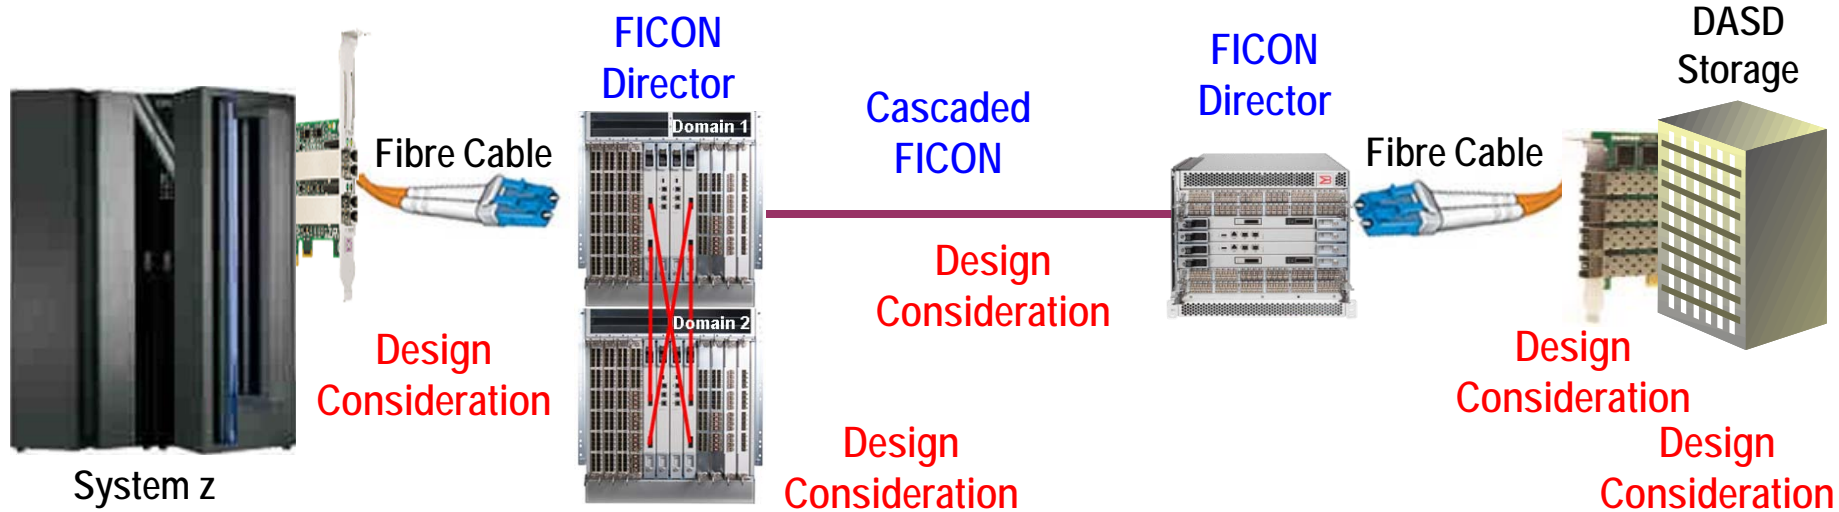 FICON
Director
FICON
Director
DASD
Storage
Cascaded
FICON
Fibre Cable
Fibre Cable
Domain 1
Domain 2
Design
Consideration
Design
Consideration
Design
Consideration
Design
Consideration
Design
Consideration
System z